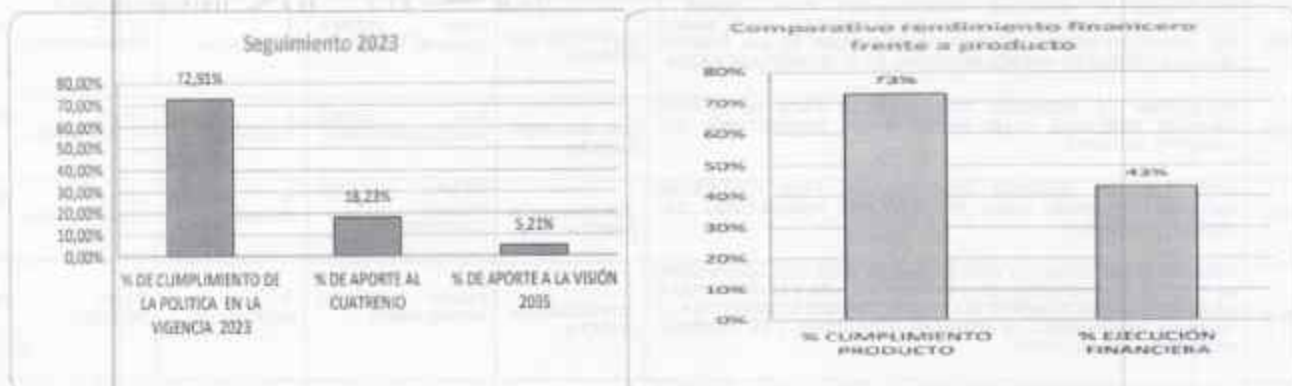 Seguimiento 2023
80,00%
70,00%
60,00%
50,00%
40,00%
30,00%
20,00%
10,00%
0,00%
72,91%
18,23%
5,21%
% DE CUMPLIMIENTO DE
LA POLITICA EN LA
VIGENCIA 2023
% DE APORTE AL
CUATRENIO
% DE APORTE A LA VISIÓN
2035
Comparativo rendimiento financero
frente a producto
80%
70%
60%
50%
40%
30%
20%
10%
0%
73%
43%
% CUMPLIMIENTO
PRODUCTO
% EJECUCIÓN
FINANCIERA